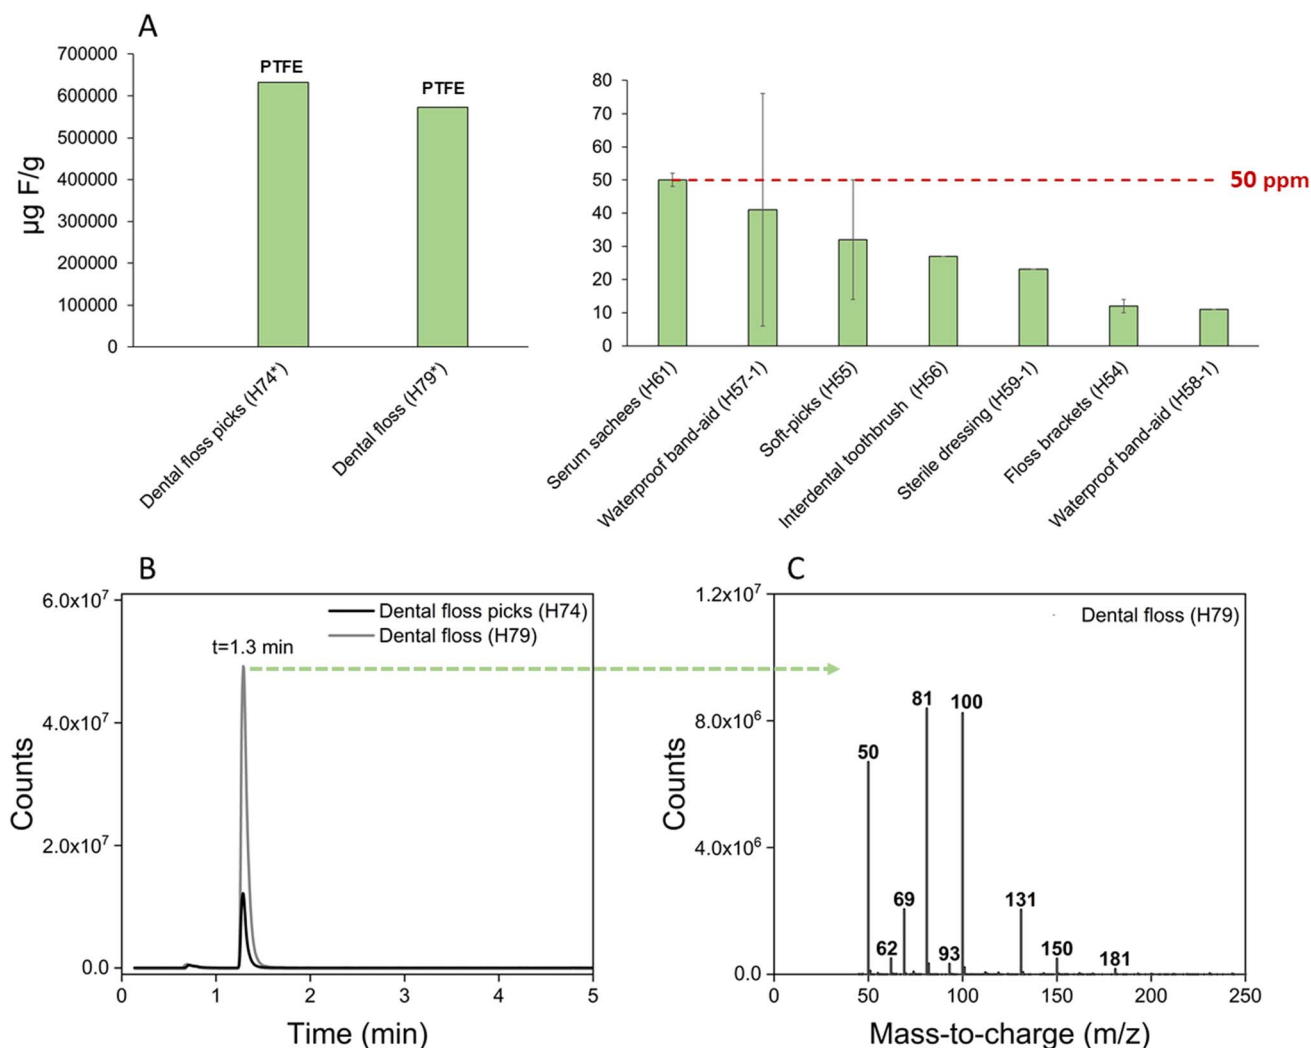 A
µg F/g
700000
600000
500000
400000
300000
200000
100000
0
PTFE
PTFE
Dental floss picks (H74*)
Dental floss (H79*)
80
70
60
50
40
30
20
10
0
50 ppm
Serum sachees (H61)
Waterproof band-aid (H57-1)
Soft-picks (H55)
Interdental toothbrush (H56)
Sterile dressing (H59-1)
Floss brackets (H54)
Waterproof band-aid (H58-1)
B
Counts
6.0x10⁷
4.0x10⁷
2.0x10⁷
0.0
Dental floss picks (H74)
Dental floss (H79)
t=1.3 min
0 1 2 3 4 5
Time (min)
C
Counts
1.2x10⁷
8.0x10⁶
4.0x10⁶
0.0
Dental floss (H79)
50
62
69
81
93
100
131
150
181
0 50 100 150 200 250
Mass-to-charge (m/z)